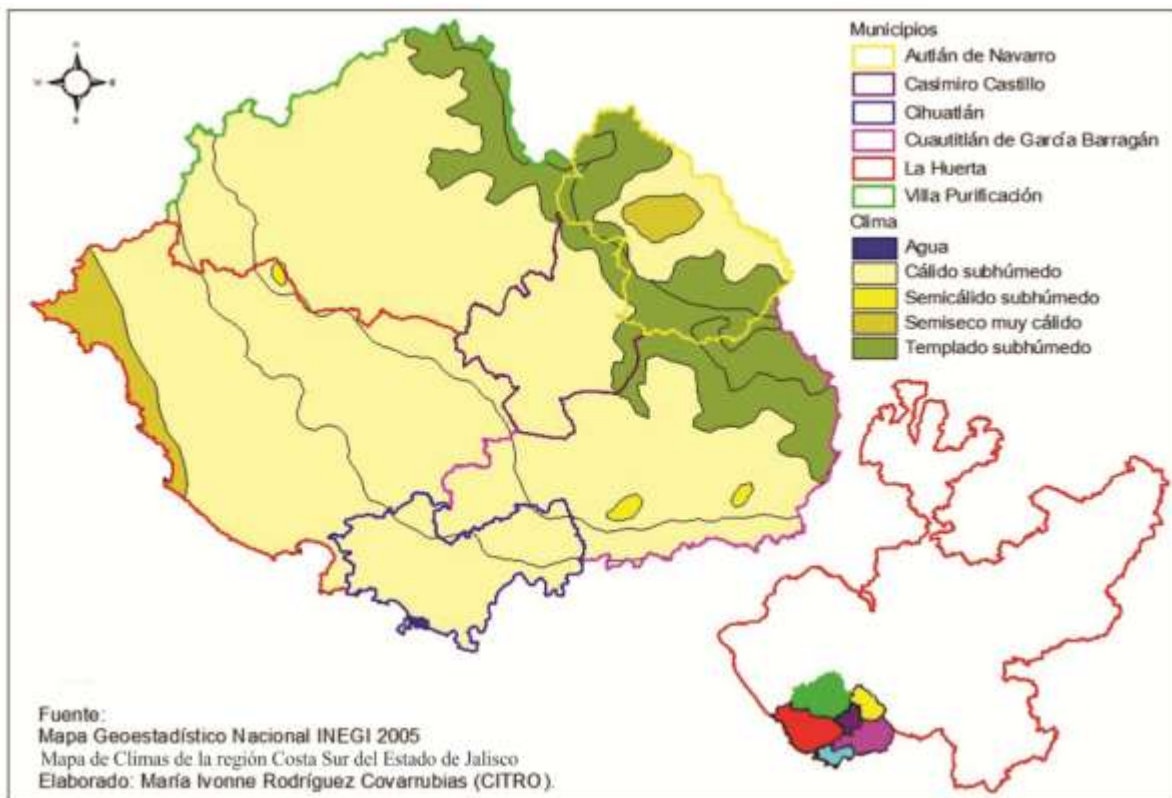 Municipios
Autlán de Navarro
Casimiro Castillo
Cihuatlán
Cuautitlán de García Barragán
La Huerta
Villa Purificación
Clima
Agua
Cálido subhúmedo
Semicálido subhúmedo
Semiseco muy cálido
Templado subhúmedo
Fuente:
Mapa Geoestadístico Nacional INEGI 2005
Mapa de Climas de la región Costa Sur del Estado de Jalisco
Elaborado: María Ivonne Rodríguez Covarrubias (CITRO).